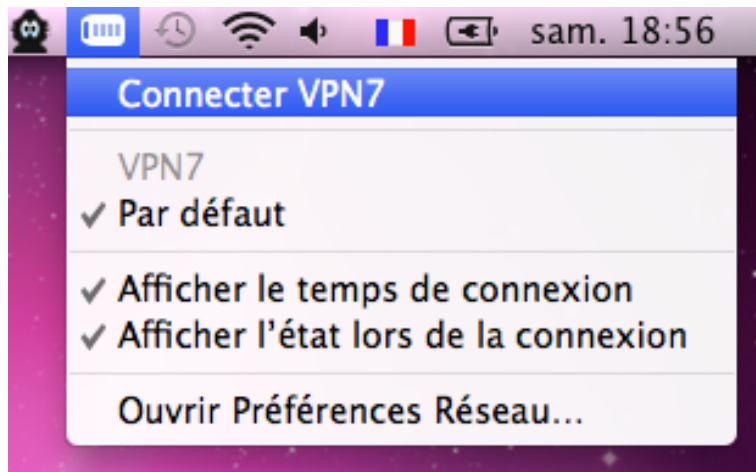 sam. 18:56
Connecter VPN7
VPN7
✓ Par défaut
✓ Afficher le temps de connexion
✓ Afficher l’état lors de la connexion
Ouvrir Préférences Réseau...